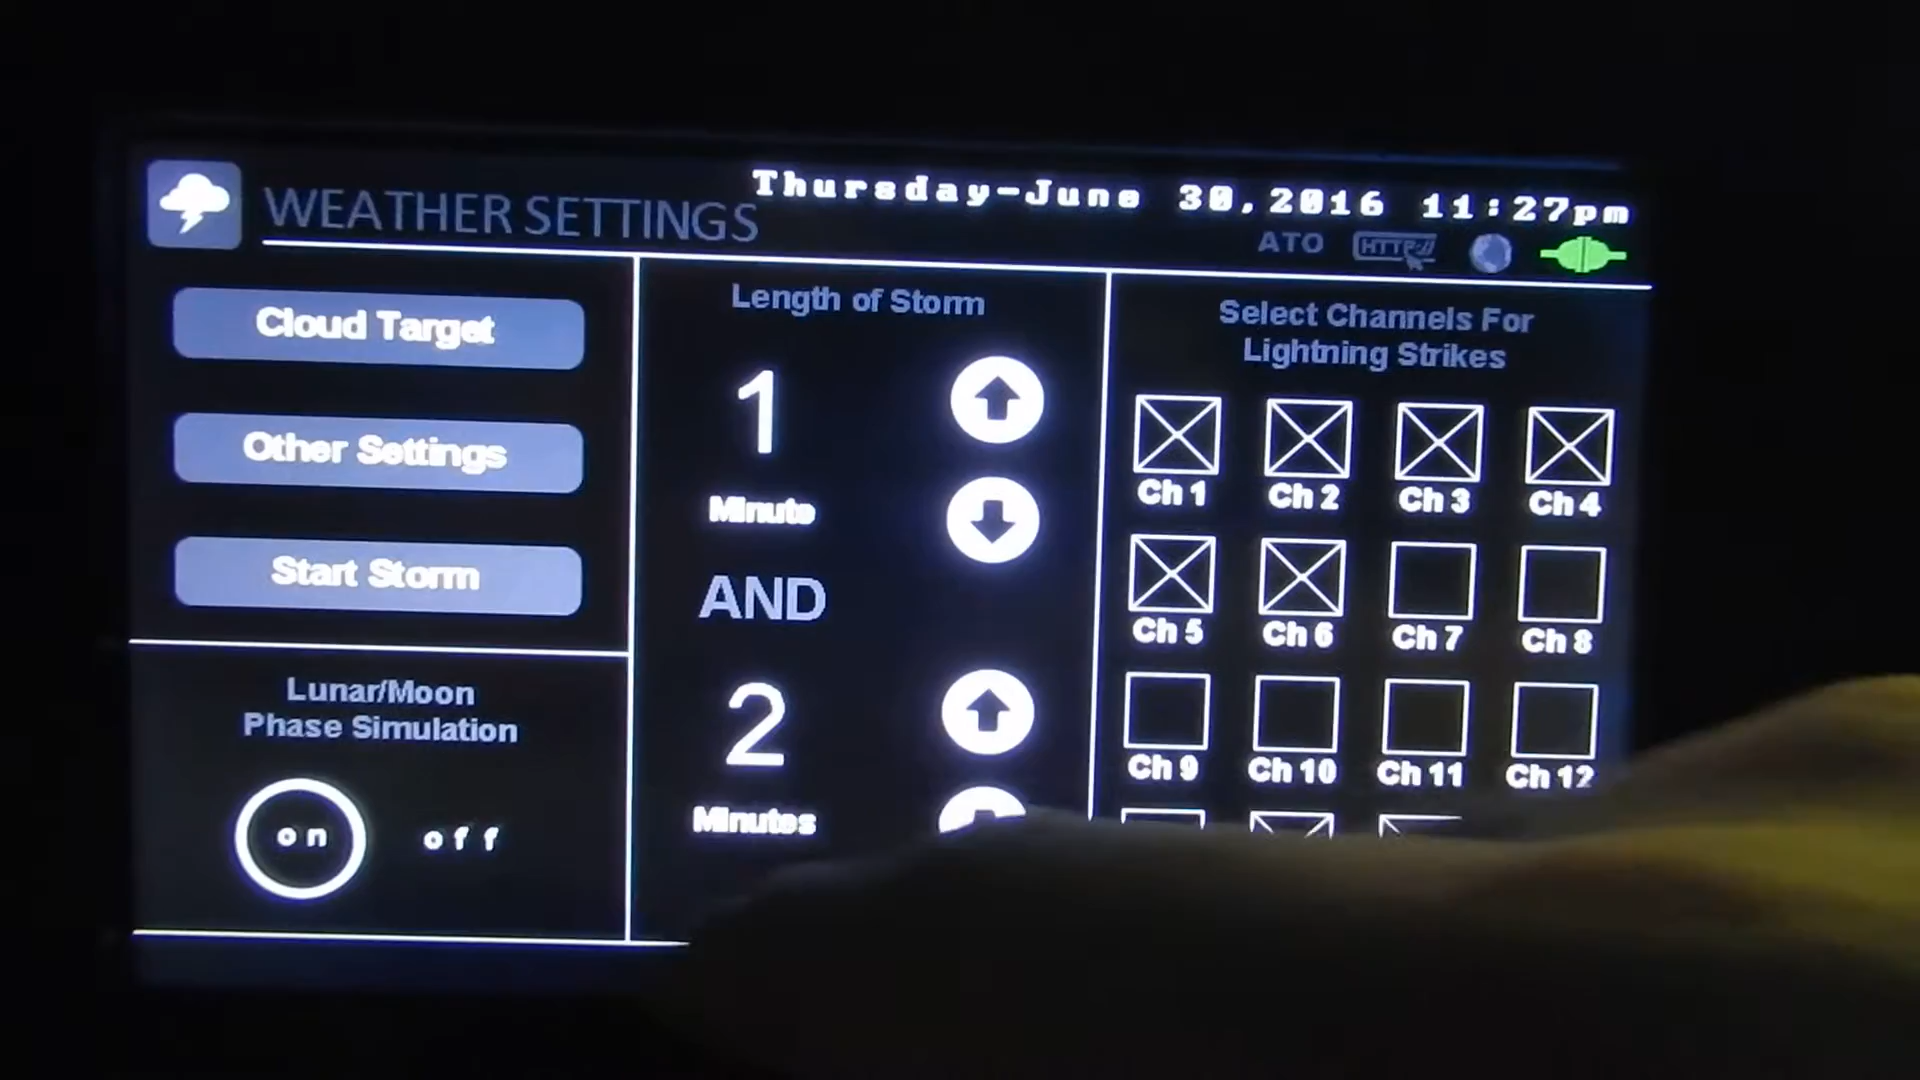 WEATHER SETTINGS
Thursday-June 30,2016 11:27pm
ATO
HTTP://
Cloud Target
Other Settings
Start Storm
Lunar/Moon
Phase Simulation
on off
Length of Storm
1
Minute
AND
2
Minutes
Select Channels For
Lightning Strikes
Ch 1 Ch 2 Ch 3 Ch 4
Ch 5 Ch 6 Ch 7 Ch 8
Ch 9 Ch 10 Ch 11 Ch 12